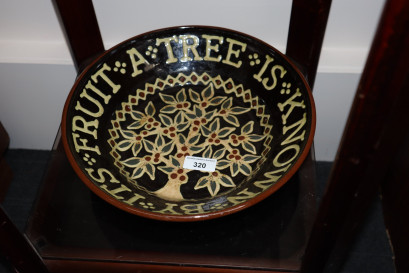 A TREE IS KNOWN BY ITS FRUIT
320